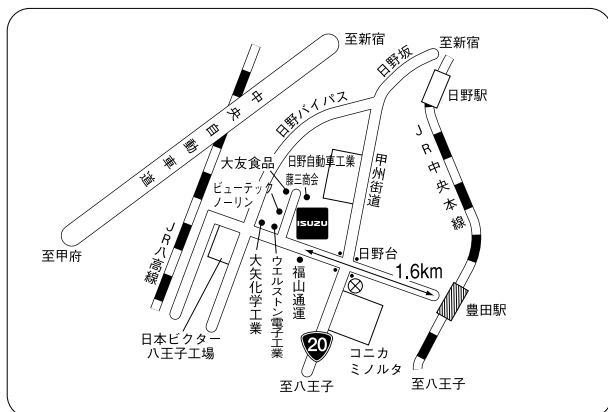 至新宿
至新宿
日野坂
日野駅
中央自動車道
日野バイパス
大友食品
日野自動車工業
藤三商会
ビューテック
ノーリン
甲州街道
JR中央本線
ISUZU
至甲府
JR八高線
日野台
1.6km
大矢化学工業
ウエルストン電子工業
福山通運
豊田駅
日本ビクター
八王子工場
20
コニカ
ミノルタ
至八王子
至八王子